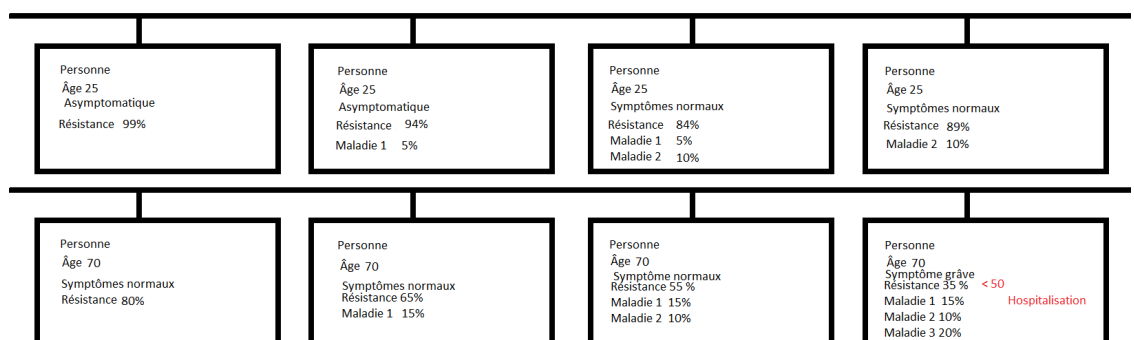 Personne
Âge 25
Asymptomatique
Résistance 99%
Personne
Âge 25
Asymptomatique
Résistance 94%
Maladie 1 5%
Personne
Âge 25
Symptômes normaux
Résistance 84%
Maladie 1 5%
Maladie 2 10%
Personne
Âge 25
Symptômes normaux
Résistance 89%
Maladie 2 10%
Personne
Âge 70
Symptômes normaux
Résistance 80%
Personne
Âge 70
Symptômes normaux
Résistance 65%
Maladie 1 15%
Personne
Âge 70
Symptôme normaux
Résistance 55 %
Maladie 1 15%
Maladie 2 10%
Personne
Âge 70
Symptôme grâve
Résistance 35 % < 50
Maladie 1 15% Hospitalisation
Maladie 2 10%
Maladie 3 20%